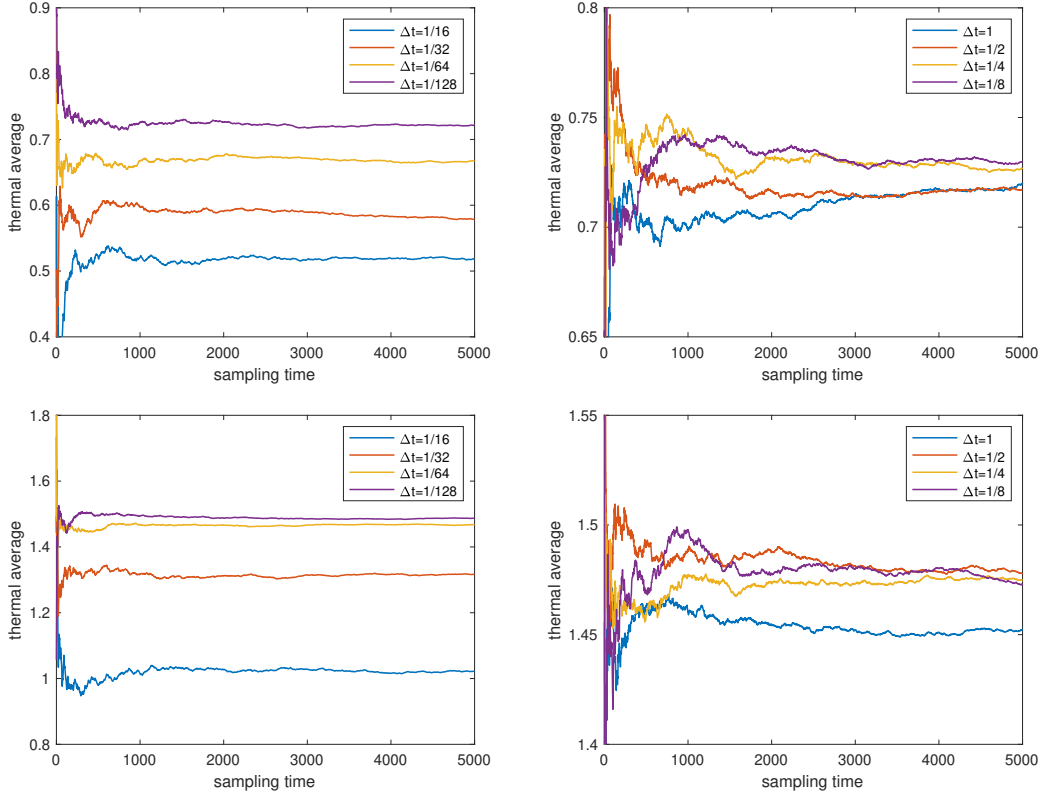 0.9
0.8
0.7
0.6
0.5
0.4
thermal average
0 1000 2000 3000 4000 5000
sampling time
Δt=1/16
Δt=1/32
Δt=1/64
Δt=1/128
0.8
0.75
0.7
0.65
thermal average
0 1000 2000 3000 4000 5000
sampling time
Δt=1
Δt=1/2
Δt=1/4
Δt=1/8
1.8
1.6
1.4
1.2
1
0.8
thermal average
0 1000 2000 3000 4000 5000
sampling time
Δt=1/16
Δt=1/32
Δt=1/64
Δt=1/128
1.55
1.5
1.45
1.4
thermal average
0 1000 2000 3000 4000 5000
sampling time
Δt=1
Δt=1/2
Δt=1/4
Δt=1/8